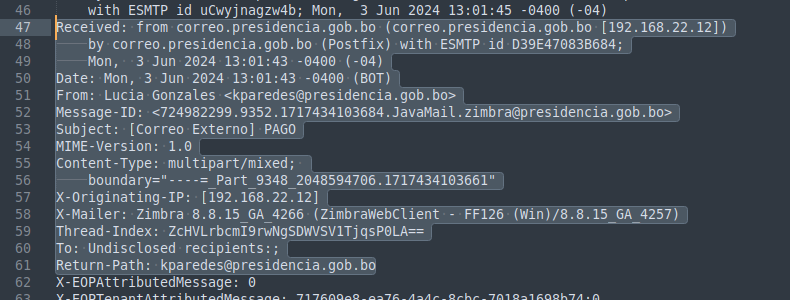 46 with ESMTP id uCwyjnagzw4b; Mon,  3 Jun 2024 13:01:45 -0400 (-04)
47 Received: from correo.presidencia.gob.bo (correo.presidencia.gob.bo [192.168.22.12])
48 by correo.presidencia.gob.bo (Postfix) with ESMTP id D39E47083B684;
49 Mon,  3 Jun 2024 13:01:43 -0400 (-04)
50 Date: Mon, 3 Jun 2024 13:01:43 -0400 (BOT)
51 From: Lucia Gonzales <kparedes@presidencia.gob.bo>
52 Message-ID: <724982299.9352.1717434103684.JavaMail.zimbra@presidencia.gob.bo>
53 Subject: [Correo Externo] PAGO
54 MIME-Version: 1.0
55 Content-Type: multipart/mixed;
56 boundary="----=_Part_9348_2048594706.1717434103661"
57 X-Originating-IP: [192.168.22.12]
58 X-Mailer: Zimbra 8.8.15_GA_4266 (ZimbraWebClient - FF126 (Win)/8.8.15_GA_4257)
59 Thread-Index: ZcHVLrbcmI9rwNgSDWVSV1TjqsP0LA==
60 To: Undisclosed recipients:;
61 Return-Path: kparedes@presidencia.gob.bo
62 X-EOPAttributedMessage: 0
63 X-EOPTenantAttributedMessage: 717609e8-ea76-4a4c-8cbc-7018a1698b74:0